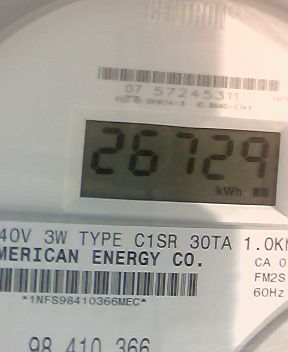 CENTRON
07 57245311
26729
kWh
40V 3W TYPE C1SR 30TA 1.0K
MERICAN ENERGY CO.
CA 0
FM2S
*1NFS98410366MEC*
60Hz
98 410 366